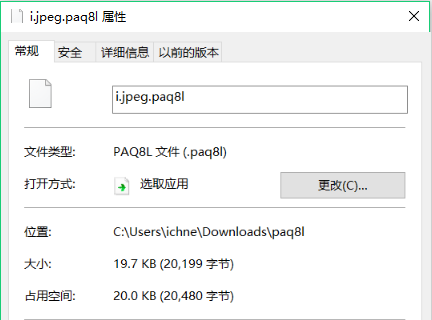 i.jpeg.paq8l 属性
常规 安全 详细信息 以前的版本
i.jpeg.paq8l
文件类型: PAQ8L 文件 (.paq8l)
打开方式: 选取应用 更改(C)...
位置: C:\Users\ichne\Downloads\paq8l
大小: 19.7 KB (20,199 字节)
占用空间: 20.0 KB (20,480 字节)